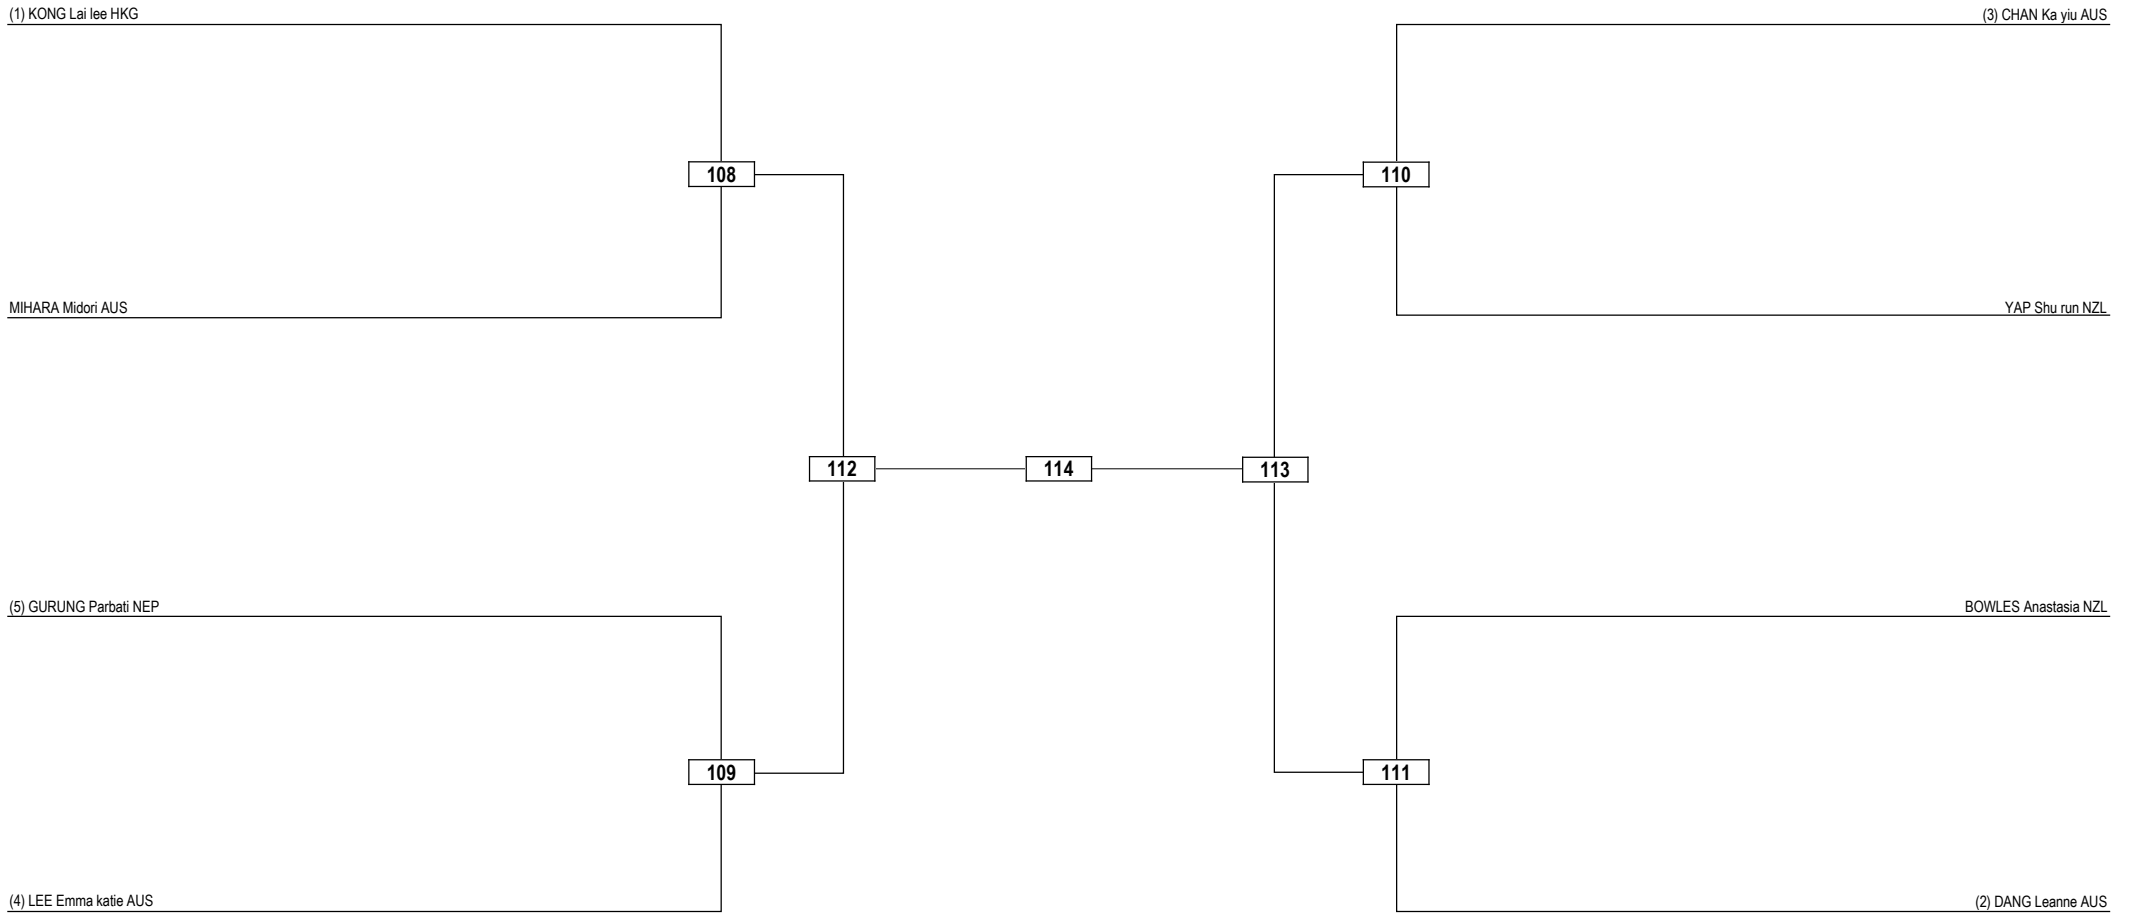 (1) KONG Lai lee HKG
(3) CHAN Ka yiu AUS
108
110
MIHARA Midori AUS
YAP Shu run NZL
112
114
113
(5) GURUNG Parbati NEP
BOWLES Anastasia NZL
109
111
(4) LEE Emma katie AUS
(2) DANG Leanne AUS